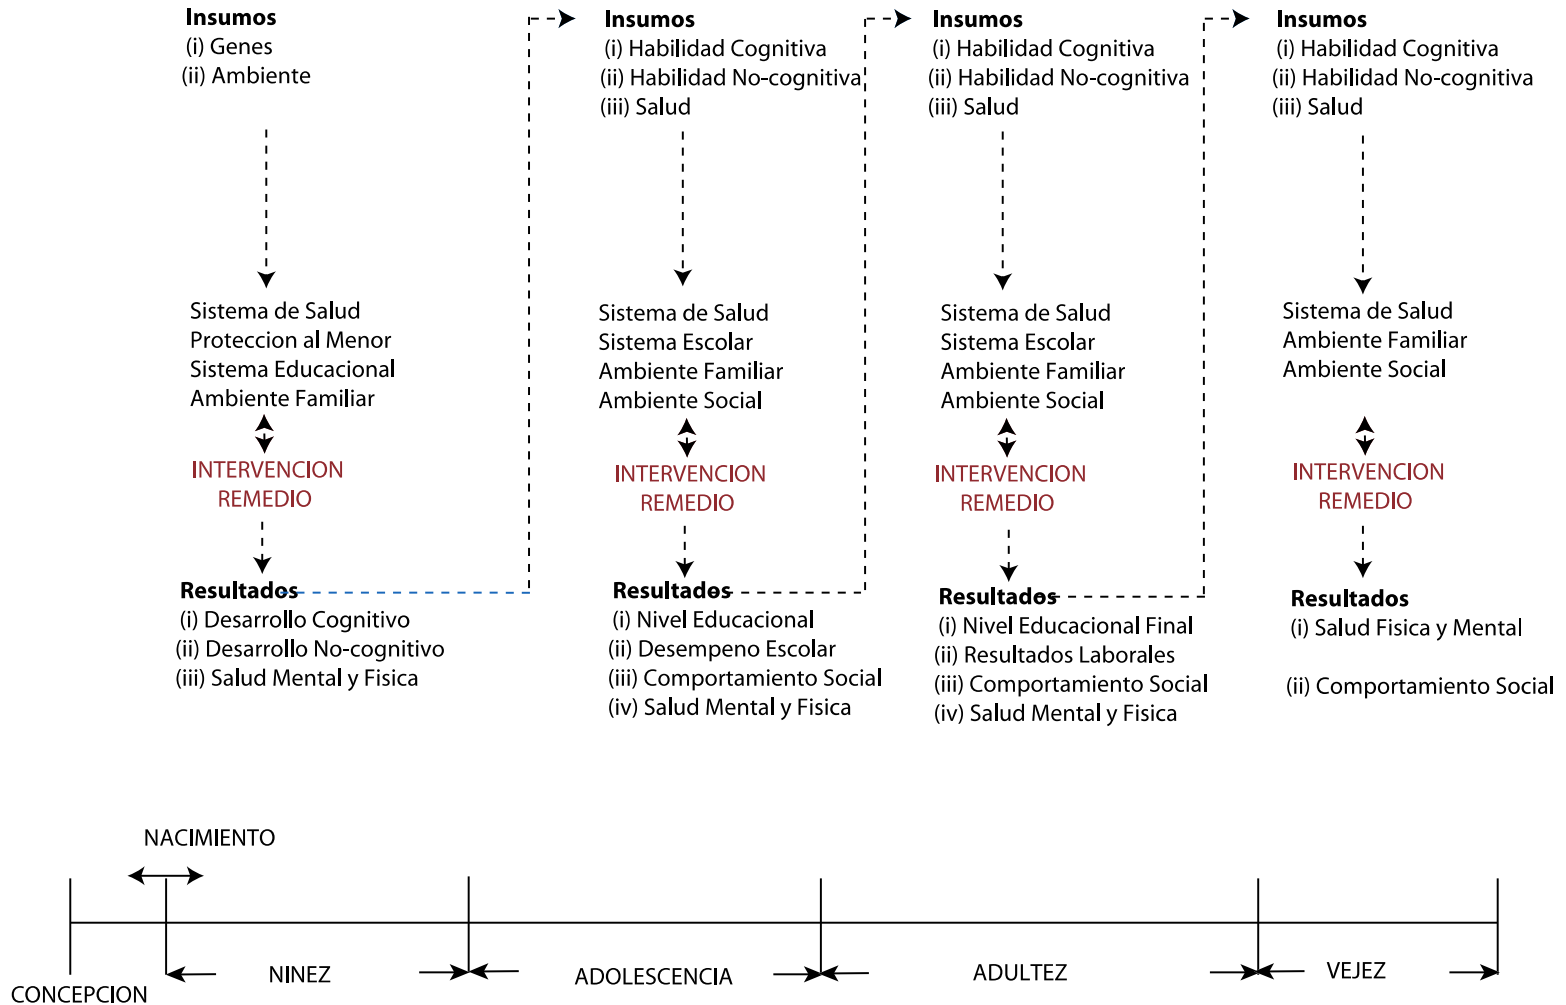 Insumos
(i) Genes
(ii) Ambiente
Sistema de Salud
Proteccion al Menor
Sistema Educacional
Ambiente Familiar
INTERVENCION
REMEDIO
Resultados
(i) Desarrollo Cognitivo
(ii) Desarrollo No-cognitivo
(iii) Salud Mental y Fisica
Insumos
(i) Habilidad Cognitiva
(ii) Habilidad No-cognitiva
(iii) Salud
Sistema de Salud
Sistema Escolar
Ambiente Familiar
Ambiente Social
INTERVENCION
REMEDIO
Resultados
(i) Nivel Educacional
(ii) Desempeno Escolar
(iii) Comportamiento Social
(iv) Salud Mental y Fisica
Insumos
(i) Habilidad Cognitiva
(ii) Habilidad No-cognitiva
(iii) Salud
Sistema de Salud
Sistema Escolar
Ambiente Familiar
Ambiente Social
INTERVENCION
REMEDIO
Resultados
(i) Nivel Educacional Final
(ii) Resultados Laborales
(iii) Comportamiento Social
(iv) Salud Mental y Fisica
Insumos
(i) Habilidad Cognitiva
(ii) Habilidad No-cognitiva
(iii) Salud
Sistema de Salud
Ambiente Familiar
Ambiente Social
INTERVENCION
REMEDIO
Resultados
(i) Salud Fisica y Mental
(ii) Comportamiento Social
NACIMIENTO
CONCEPCION
NINEZ
ADOLESCENCIA
ADULTEZ
VEJEZ